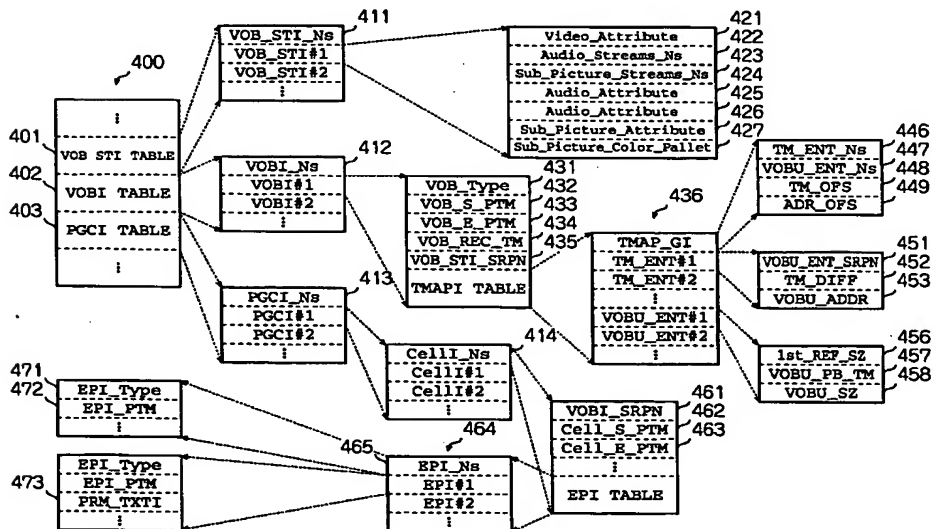 400
⋮
401
VOB STI TABLE
402
VOBI TABLE
403
PGCI TABLE
⋮
411
VOB_STI_Ns
VOB_STI#1
VOB_STI#2
⋮
412
VOBI_Ns
VOBI#1
VOBI#2
⋮
413
PGCI_Ns
PGCI#1
PGCI#2
⋮
414
CellI_Ns
CellI#1
CellI#2
⋮
421
Video_Attribute
422
Audio_Streams_Ns
423
Sub_Picture_Streams_Ns
424
Audio_Attribute
425
Audio_Attribute
426
Sub_Picture_Attribute
427
Sub_Picture_Color_Pallet
431
VOB_Type
432
VOB_S_PTM
433
VOB_E_PTM
434
VOB_REC_TM
435
VOB_STI_SRPN
TMAPI TABLE
436
TMAP_GI
TM_ENT#1
TM_ENT#2
⋮
VOBU_ENT#1
VOBU_ENT#2
⋮
446
TM_ENT_Ns
447
VOBU_ENT_Ns
448
TM_OFS
449
ADR_OFS
451
VOBU_ENT_SRPN
452
TM_DIFF
453
VOBU_ADDR
456
1st_REF_SZ
457
VOBU_PB_TM
458
VOBU_SZ
461
VOBI_SRPN
462
Cell_S_PTM
463
Cell_E_PTM
⋮
EPI TABLE
464
465
EPI_Ns
EPI#1
EPI#2
⋮
471
EPI_Type
472
EPI_PTM
⋮
EPI_Type
EPI_PTM
473
PRM_TXTI
⋮